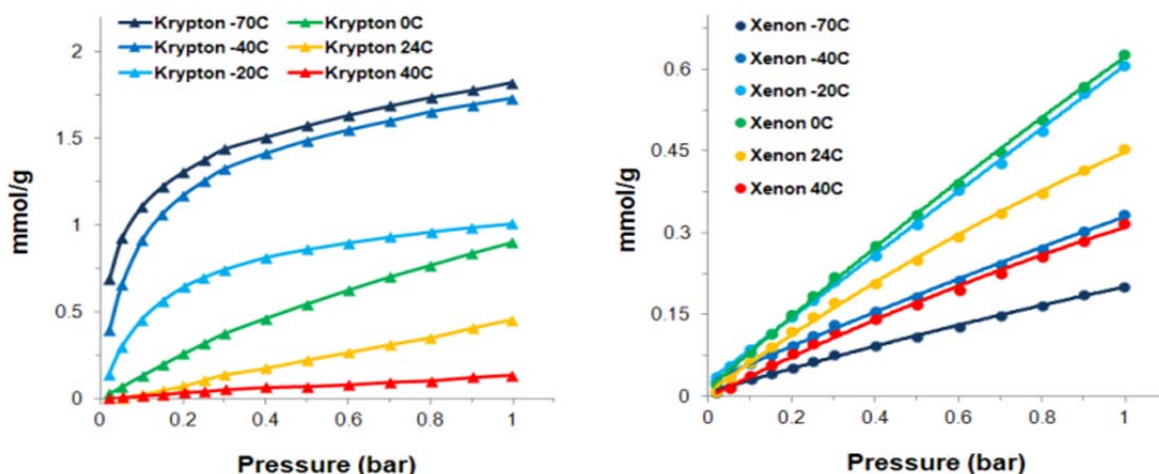 Krypton -70C
Krypton 0C
Krypton -40C
Krypton 24C
Krypton -20C
Krypton 40C
2
1.5
1
0.5
0
0
0.2
0.4
0.6
0.8
1
mmol/g
Pressure (bar)
Xenon -70C
Xenon -40C
Xenon -20C
Xenon 0C
Xenon 24C
Xenon 40C
0.6
0.45
0.3
0.15
0
0
0.2
0.4
0.6
0.8
1
mmol/g
Pressure (bar)